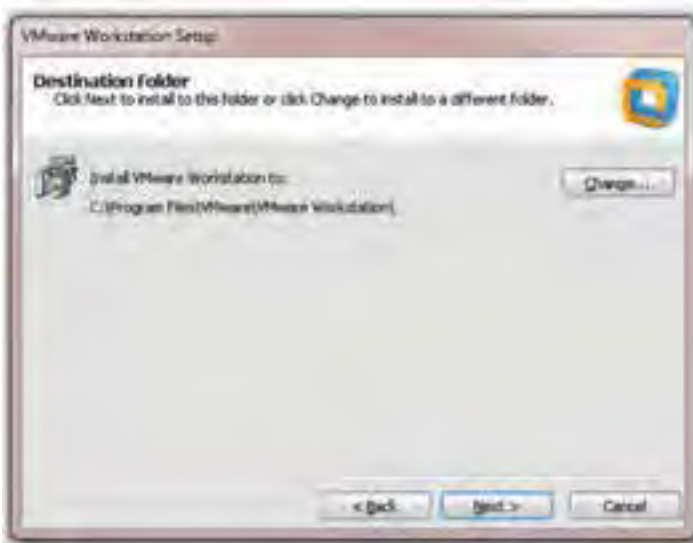 VMware Workstation Setup
Destination Folder
Click Next to install to this folder or click Change to install to a different folder.
Install VMware Workstation to:
C:\Program Files\VMware\VMware Workstation\
Change...
< Back
Next >
Cancel